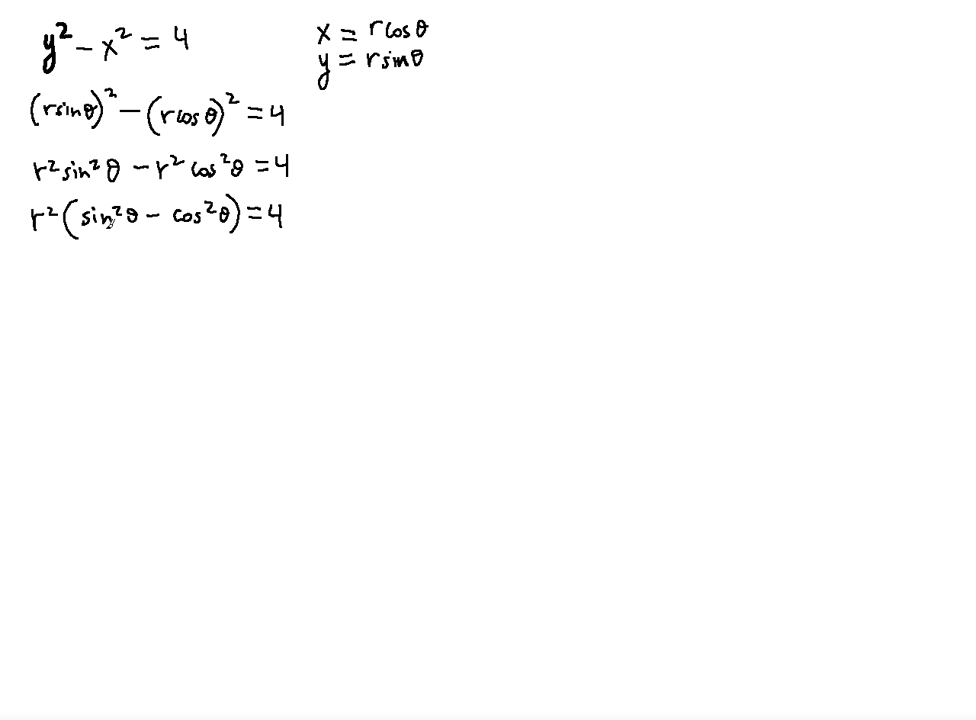 y² - x² = 4
x = r cos θ
y = r sin θ
(r sin θ)² - (r cos θ)² = 4
r² sin² θ - r² cos² θ = 4
r² (sin² θ - cos² θ) = 4